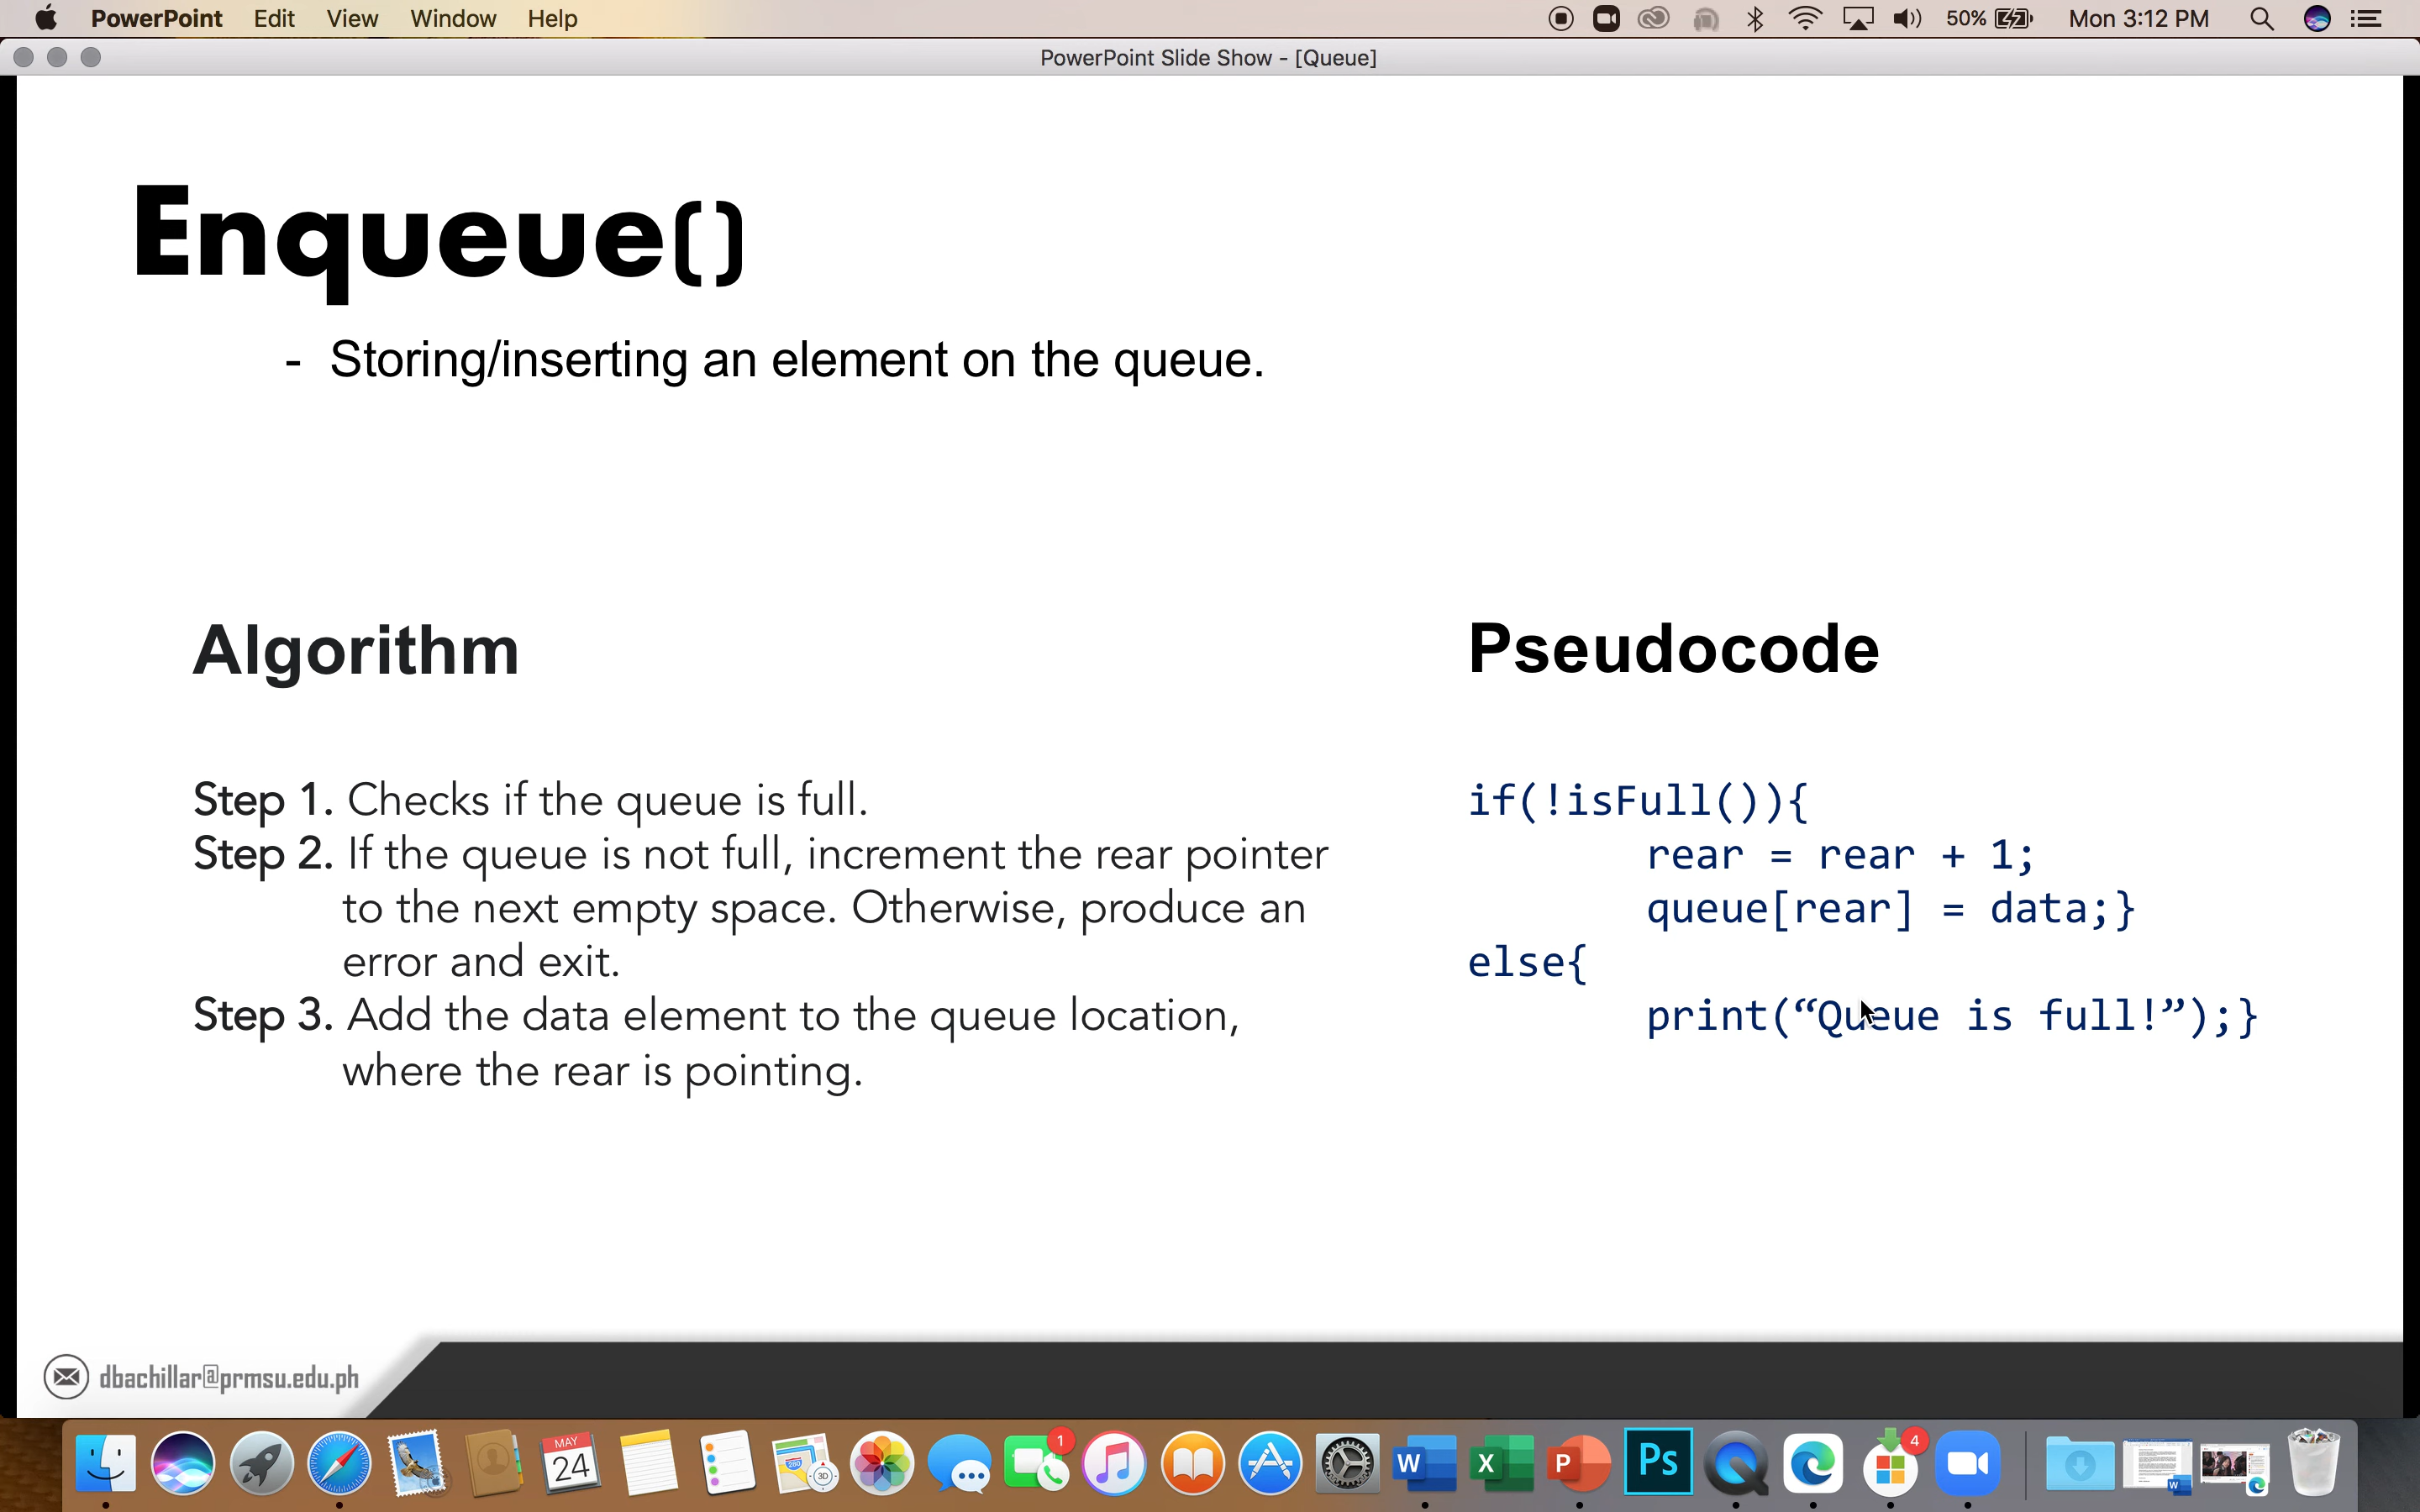 PowerPoint Edit View Window Help 50% Mon 3:12 PM
PowerPoint Slide Show - [Queue]
Enqueue()
- Storing/inserting an element on the queue.
Algorithm
Step 1. Checks if the queue is full.
Step 2. If the queue is not full, increment the rear pointer
to the next empty space. Otherwise, produce an
error and exit.
Step 3. Add the data element to the queue location,
where the rear is pointing.
Pseudocode
if(!isFull()){
rear = rear + 1;
queue[rear] = data;}
else{
print(“Queue is full!”);}
dbachillar@prmsu.edu.ph
MAY
24
280
3D
1
W
X
P
Ps
4
W